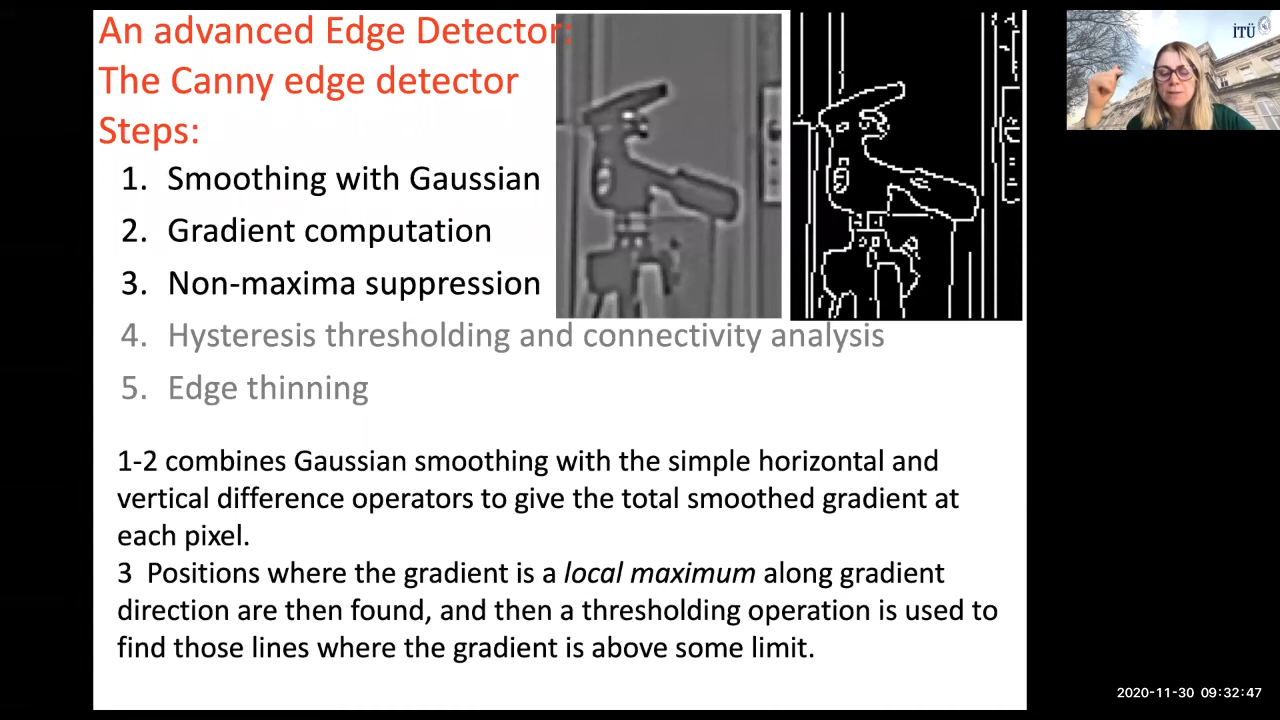 An advanced Edge Detector:
The Canny edge detector
Steps:
1. Smoothing with Gaussian
2. Gradient computation
3. Non-maxima suppression
4. Hysteresis thresholding and connectivity analysis
5. Edge thinning
1-2 combines Gaussian smoothing with the simple horizontal and
vertical difference operators to give the total smoothed gradient at
each pixel.
3 Positions where the gradient is a local maximum along gradient
direction are then found, and then a thresholding operation is used to
find those lines where the gradient is above some limit.
İTÜ
2020-11-30 09:32:47